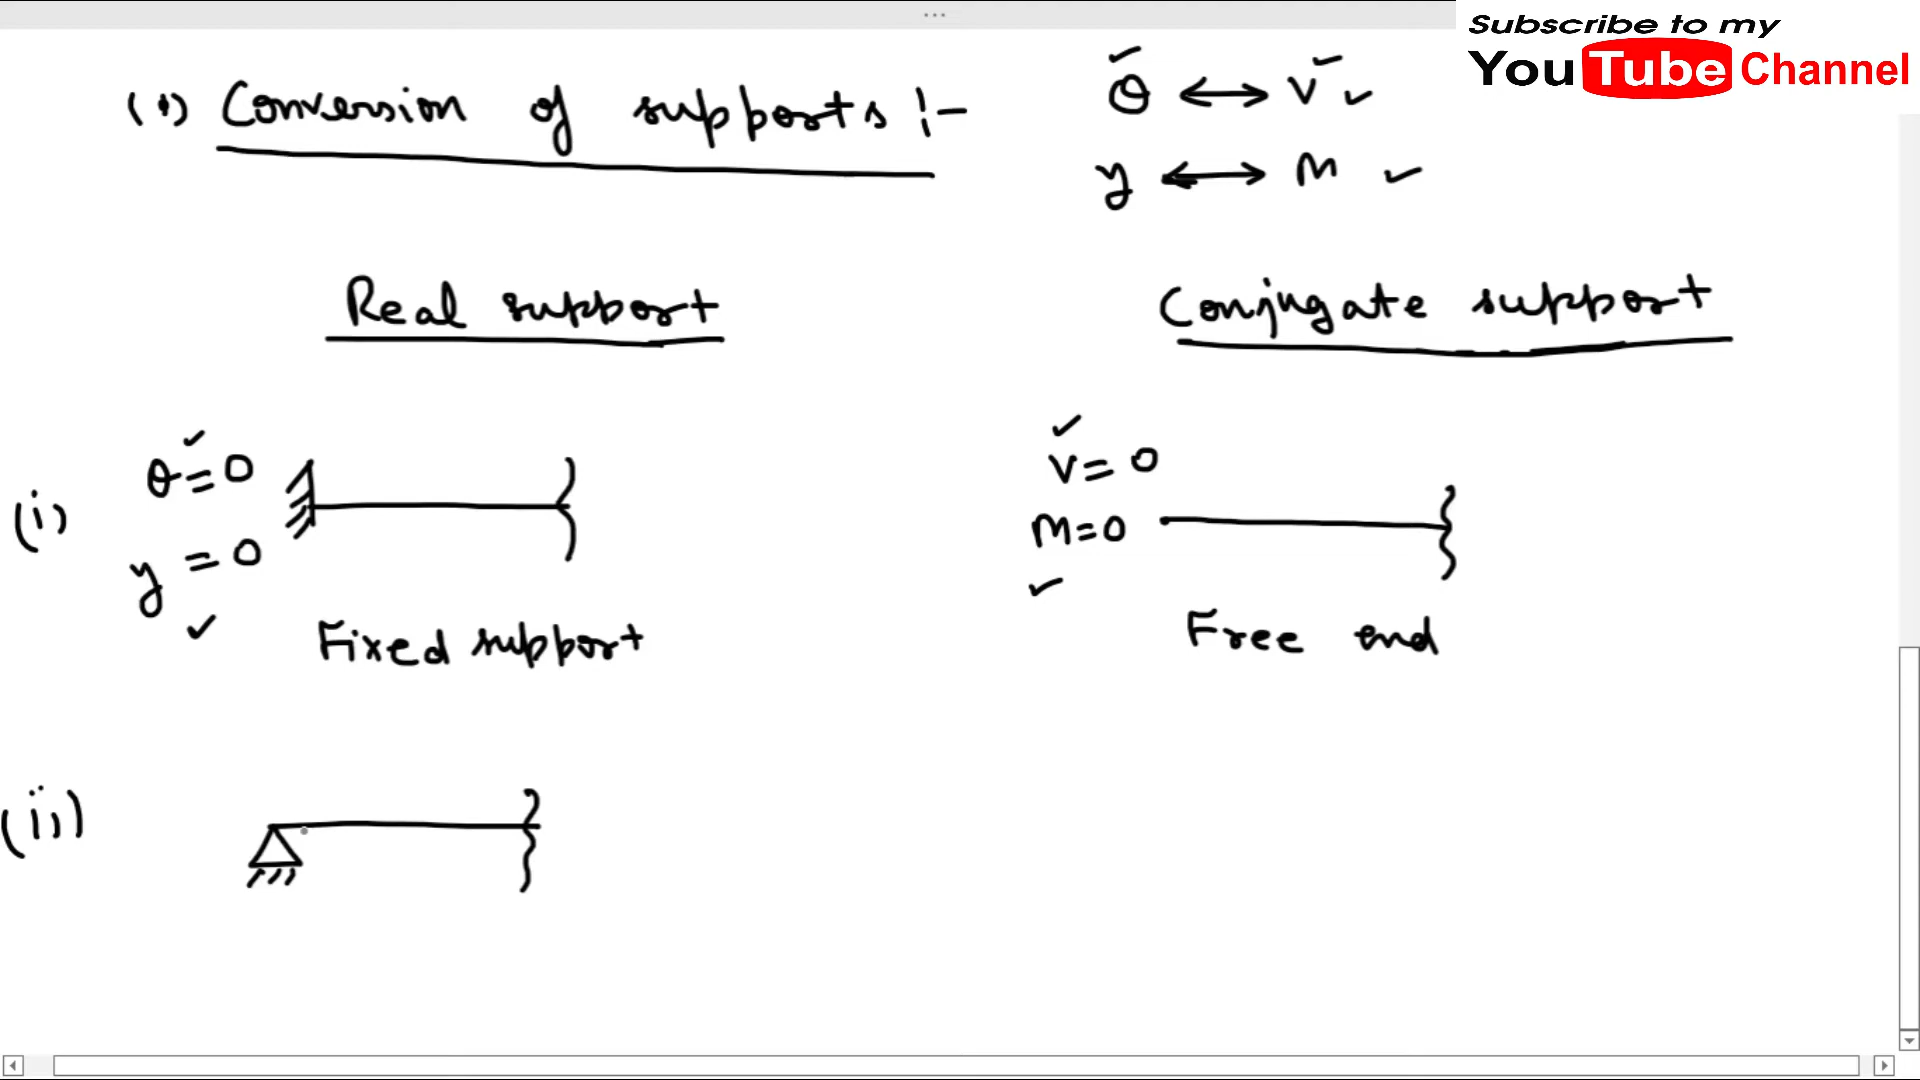 Subscribe to my
YouTube Channel
(1) Conversion of supports :-
θ ↔ V
y ↔ M
Real support
Conjugate support
(i)
θ = 0
y = 0
Fixed support
V = 0
M = 0
Free end
(ii)